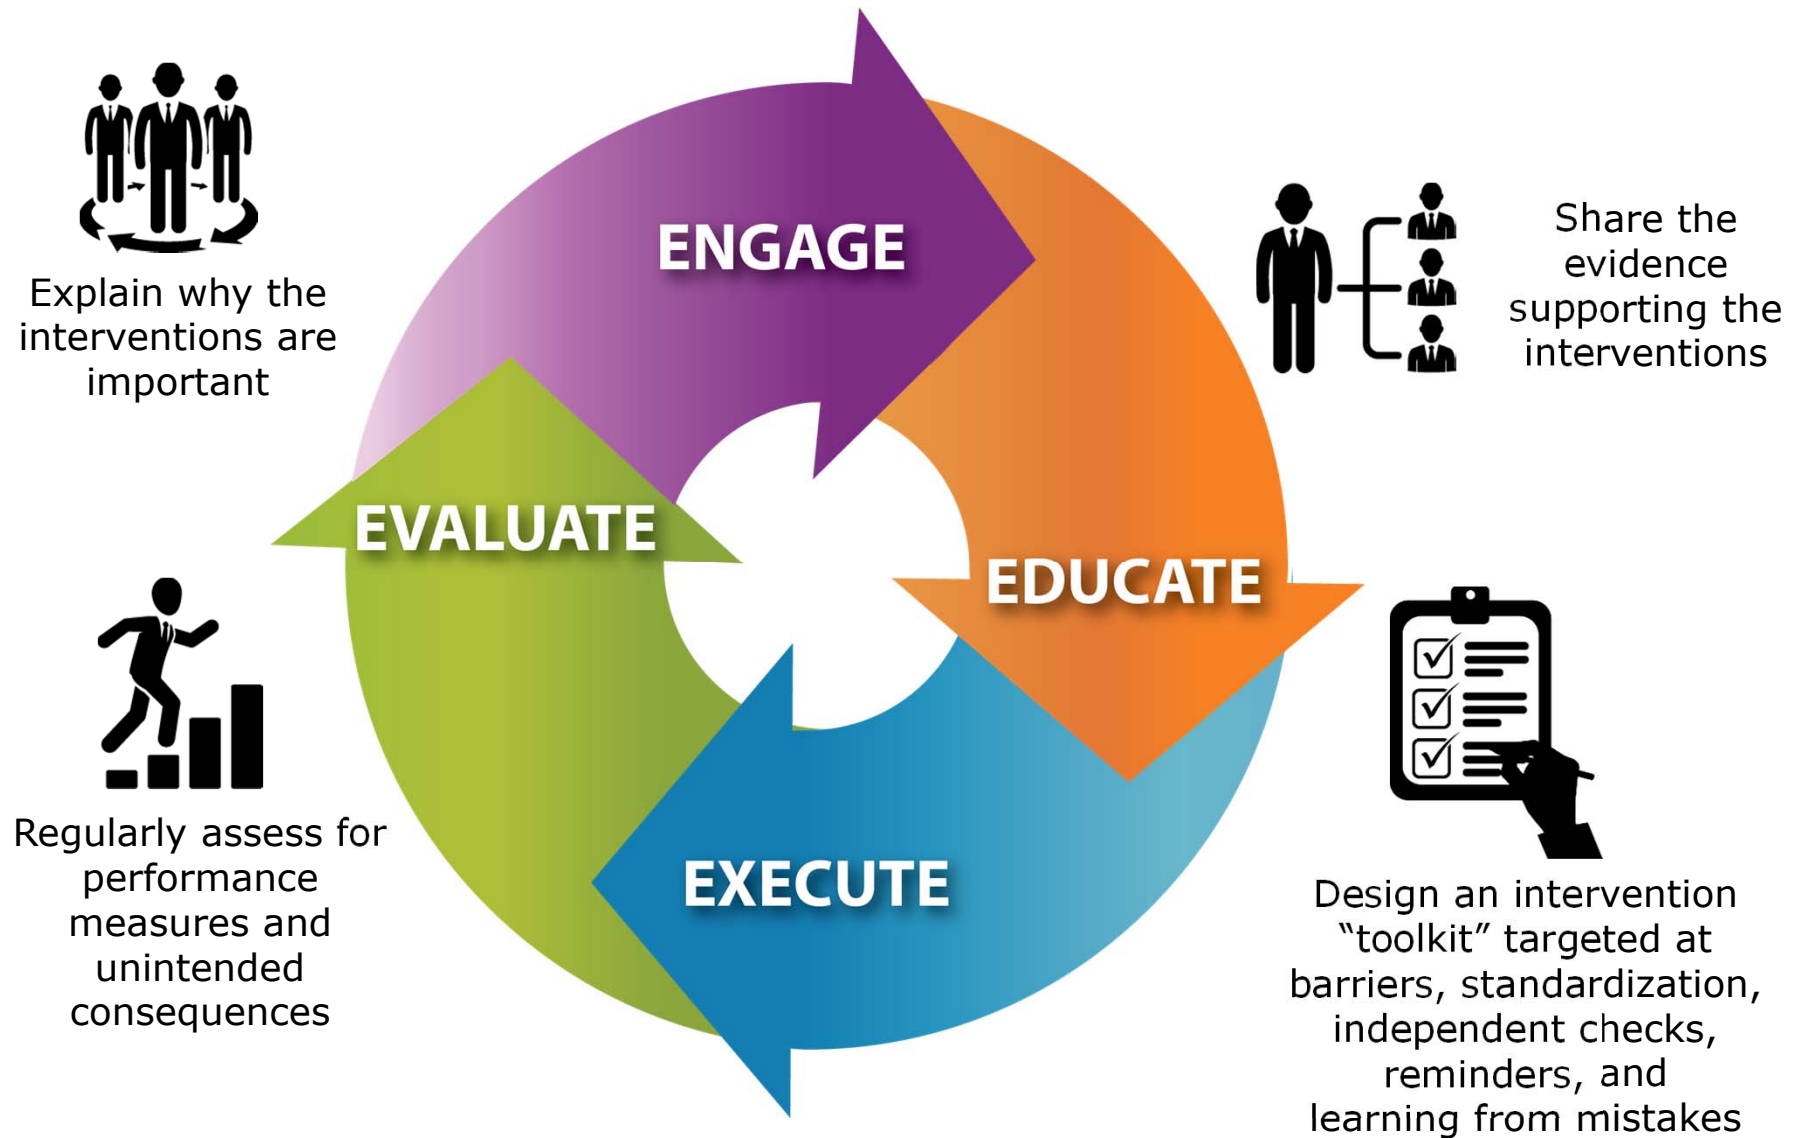 ENGAGE
Explain why the
interventions are
important
Share the
evidence
supporting the
interventions
EVALUATE
EDUCATE
Regularly assess for
performance
measures and
unintended
consequences
EXECUTE
Design an intervention
“toolkit” targeted at
barriers, standardization,
independent checks,
reminders, and
learning from mistakes